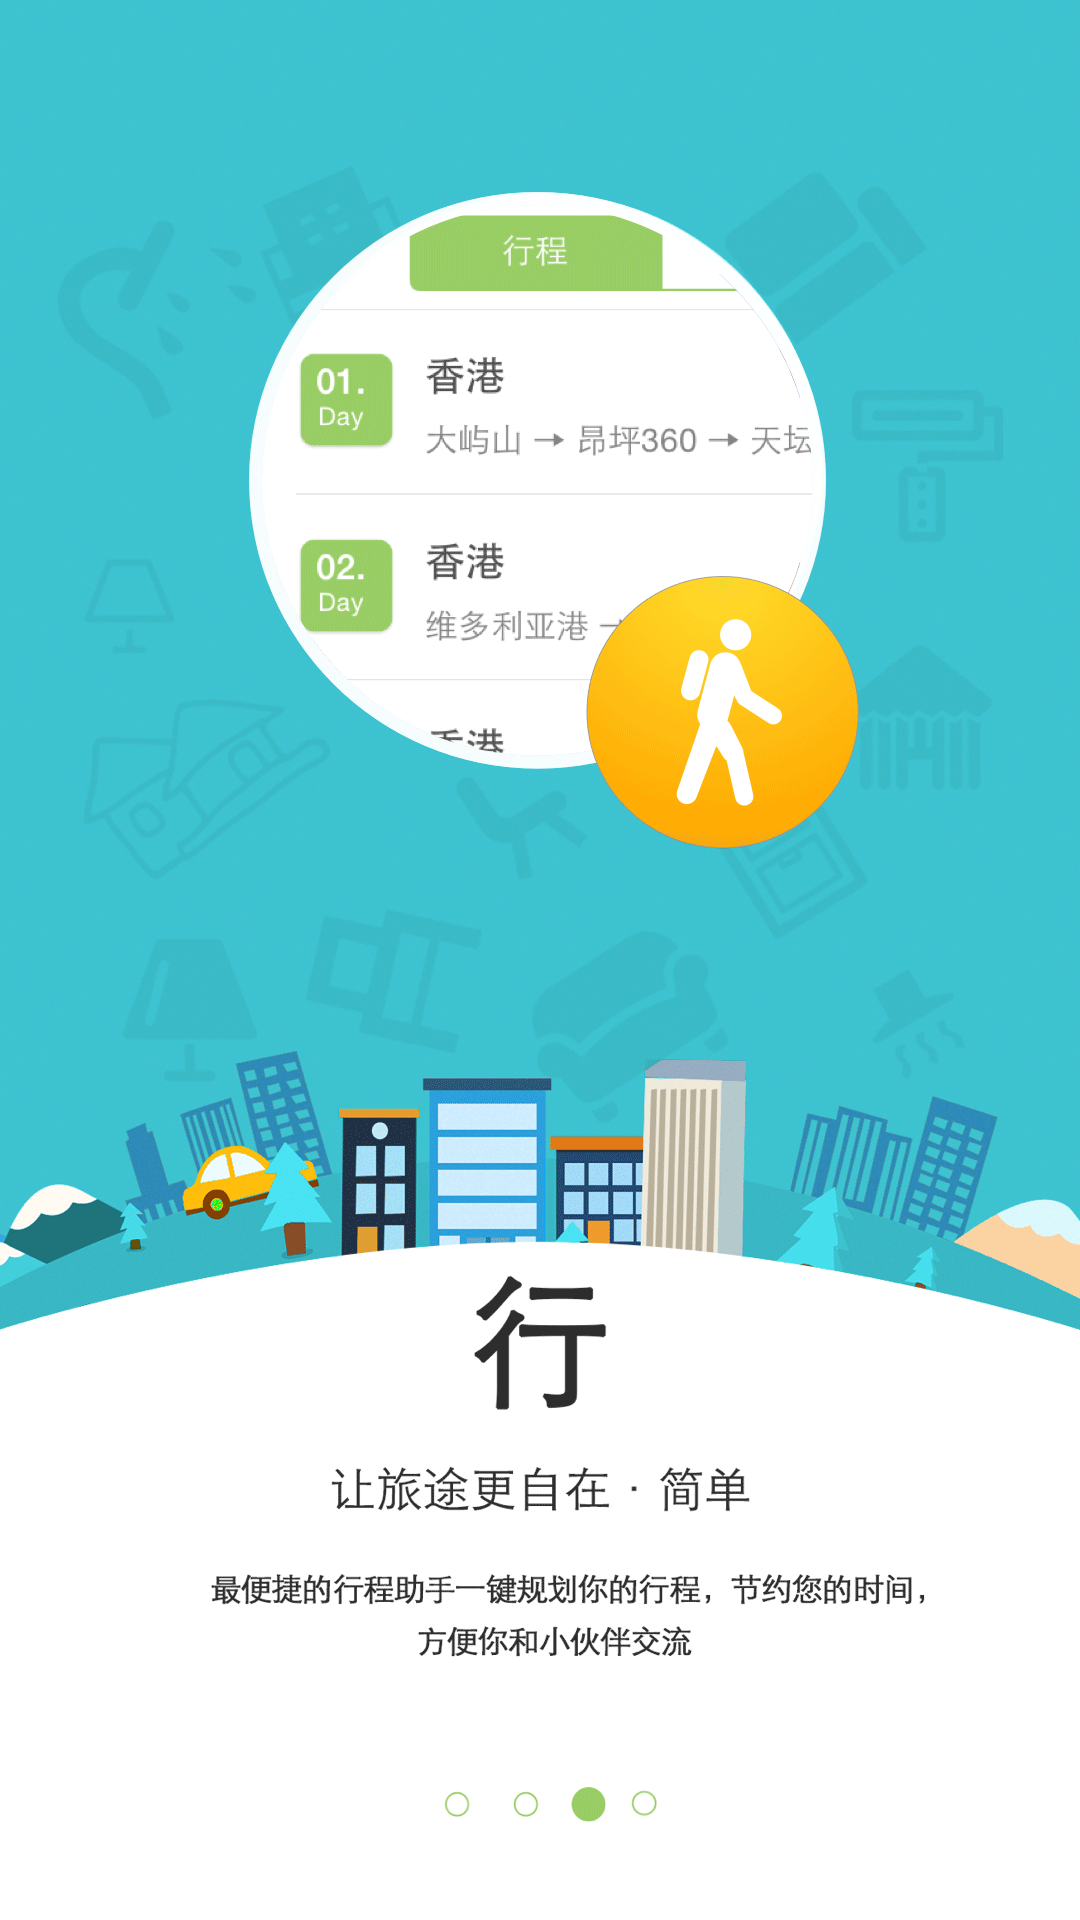 行程
01.
Day
香港
大屿山 → 昂坪360 → 天坛
02.
Day
香港
维多利亚港 →
香港
行
让旅途更自在 · 简单
最便捷的行程助手一键规划你的行程，节约您的时间，
方便你和小伙伴交流